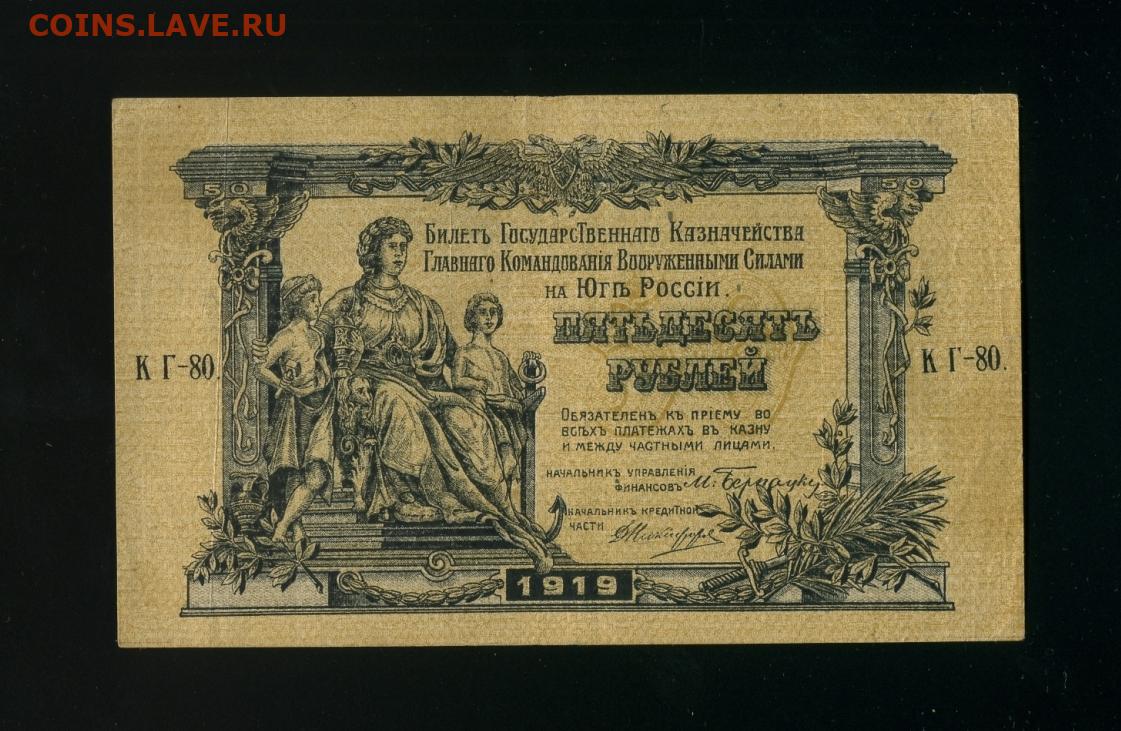 COINS.LAVE.RU
50
50
Билетъ Государственнаго Казначейства
Главнаго Командованія Вооруженными Силами
на Югѣ Россіи.
ПЯТЬДЕСЯТЪ
РУБЛЕЙ
К Г-80.
К Г-80.
Обязателенъ къ пріему во
всѣхъ платежахъ въ казну
и между частными лицами.
Начальникъ управленія
финансовъ М. Бернацкій
Начальникъ кредитной
части
1919